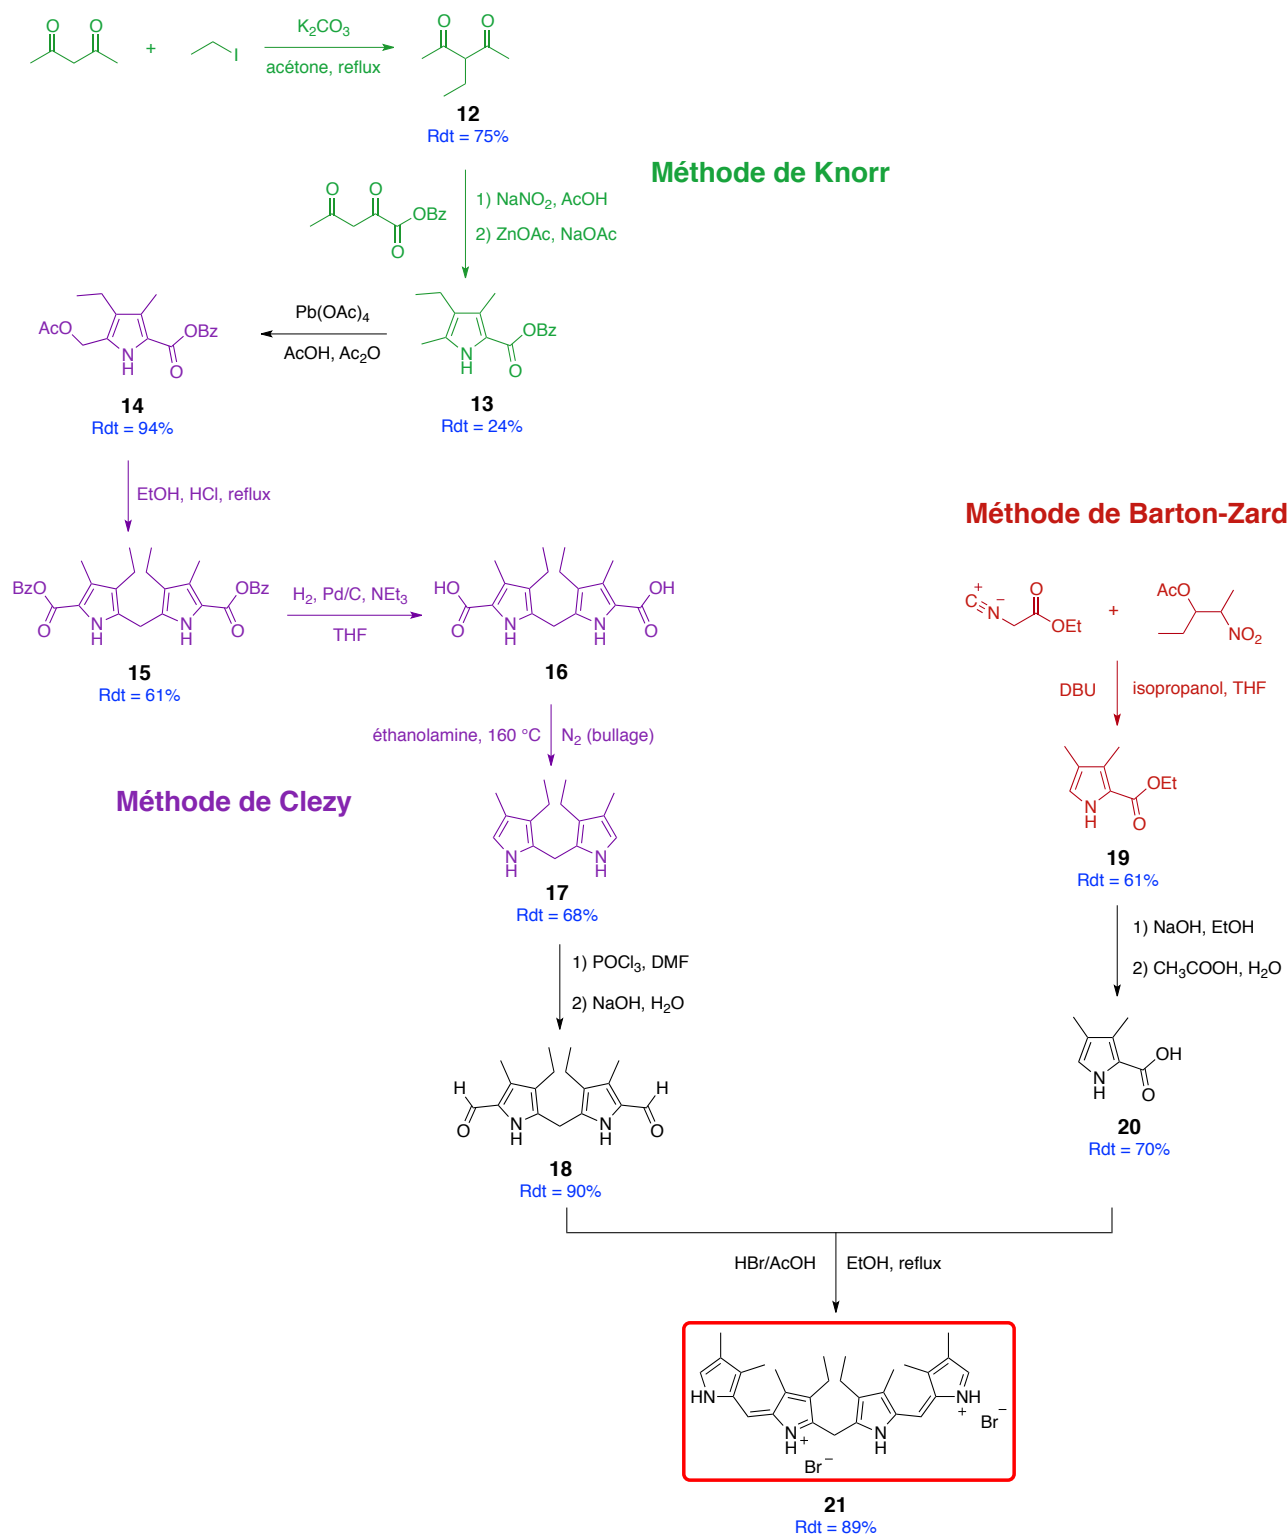 O O
+
I
K2CO3
acétone, reflux
O O
12
Rdt = 75%
Méthode de Knorr
O O
OBz
O
1) NaNO2, AcOH
2) ZnOAc, NaOAc
AcO
N
H
OBz
O
14
Rdt = 94%
Pb(OAc)4
AcOH, Ac2O
N
H
OBz
O
13
Rdt = 24%
EtOH, HCl, reflux
Méthode de Barton-Zard
BzO
O
N
H
N
H
OBz
O
15
Rdt = 61%
H2, Pd/C, NEt3
THF
HO
O
N
H
N
H
OH
O
16
+
C
N
−
O
OEt
+
AcO
NO2
DBU
isopropanol, THF
éthanolamine, 160 °C
N2 (bullage)
Méthode de Clezy
N
H
N
H
17
Rdt = 68%
N
H
OEt
O
19
Rdt = 61%
1) POCl3, DMF
2) NaOH, H2O
1) NaOH, EtOH
2) CH3COOH, H2O
H
O
N
H
N
H
H
O
18
Rdt = 90%
N
H
OH
O
20
Rdt = 70%
HBr/AcOH
EtOH, reflux
HN
N
H
+
Br−
N
H
NH
+
Br−
21
Rdt = 89%